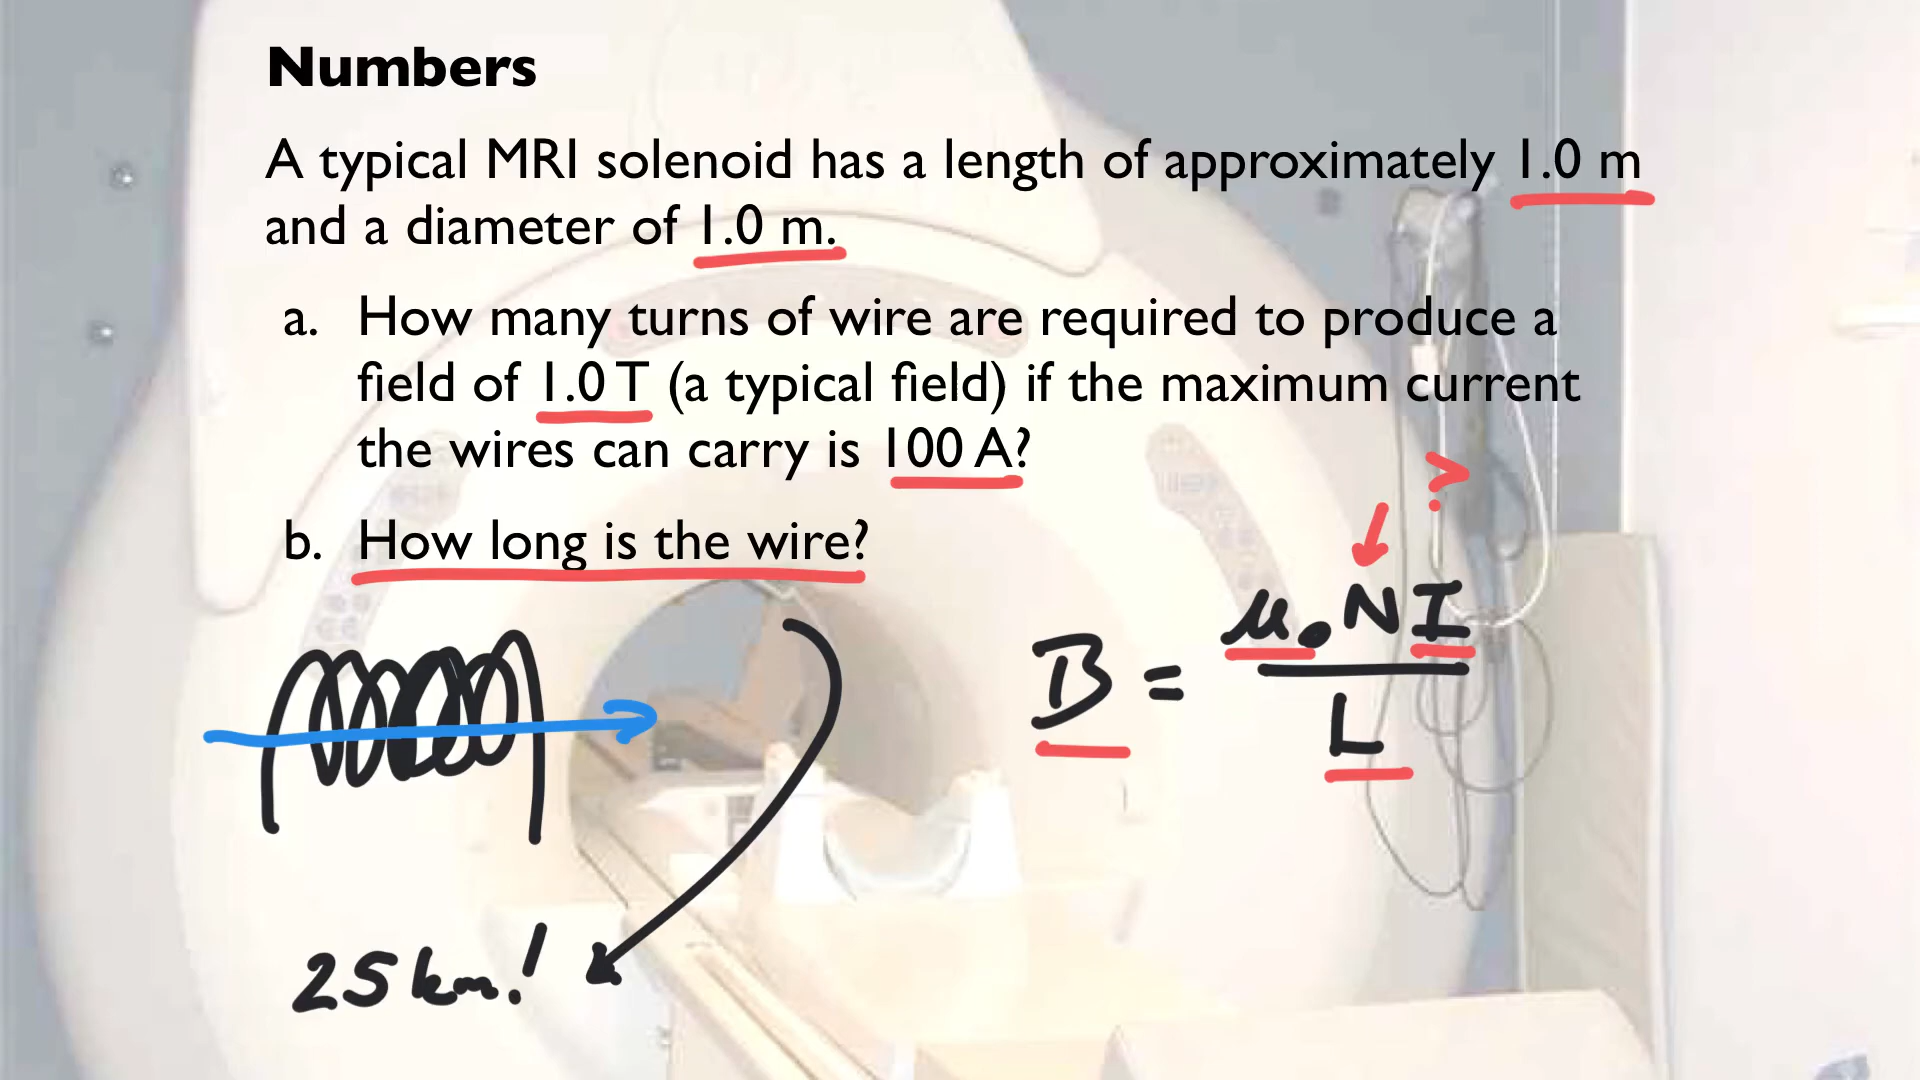 Numbers
A typical MRI solenoid has a length of approximately 1.0 m
and a diameter of 1.0 m.
a. How many turns of wire are required to produce a
field of 1.0 T (a typical field) if the maximum current
the wires can carry is 100 A?
b. How long is the wire?
?
B = μ₀NI / L
25 km!